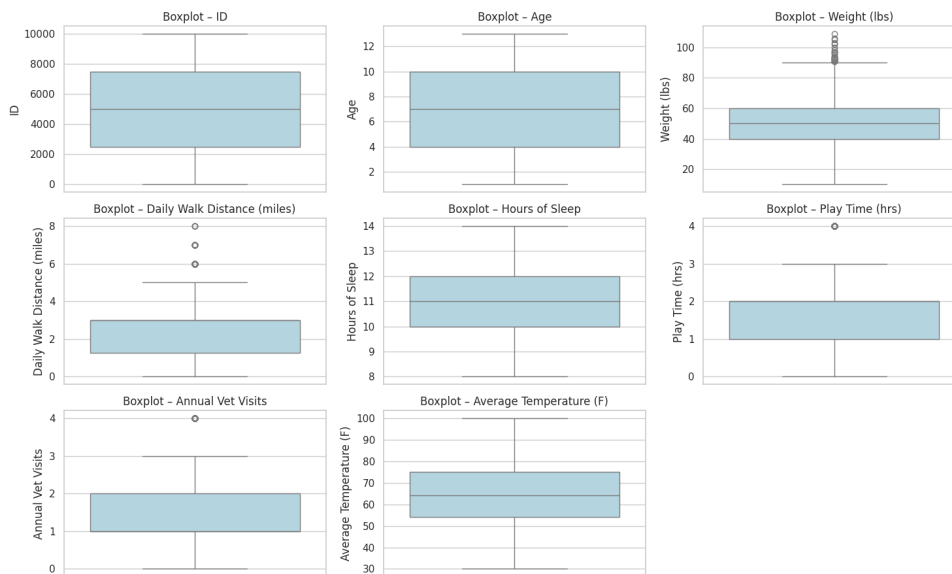 Boxplot – ID
ID
10000
8000
6000
4000
2000
0
Boxplot – Age
Age
12
10
8
6
4
2
Boxplot – Weight (lbs)
Weight (lbs)
100
80
60
40
20
Boxplot – Daily Walk Distance (miles)
Daily Walk Distance (miles)
8
6
4
2
0
Boxplot – Hours of Sleep
Hours of Sleep
14
13
12
11
10
9
8
Boxplot – Play Time (hrs)
Play Time (hrs)
4
3
2
1
0
Boxplot – Annual Vet Visits
Annual Vet Visits
4
3
2
1
0
Boxplot – Average Temperature (F)
Average Temperature (F)
100
90
80
70
60
50
40
30